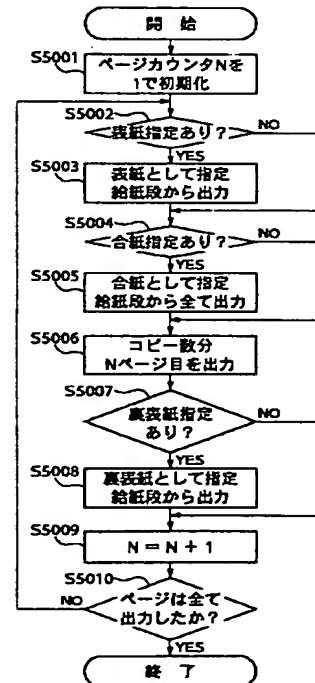 開 始
S5001
ページカウンタNを
1で初期化
S5002
表紙指定あり? NO
YES
S5003
表紙として指定
給紙段から出力
S5004
合紙指定あり? NO
YES
S5005
合紙として指定
給紙段から全て出力
S5006
コピー数分
Nページ目を出力
S5007
裏表紙指定
あり?
NO
YES
S5008
裏表紙として指定
給紙段から出力
S5009
N = N + 1
S5010
NO
ページは全て
出力したか?
YES
終 了